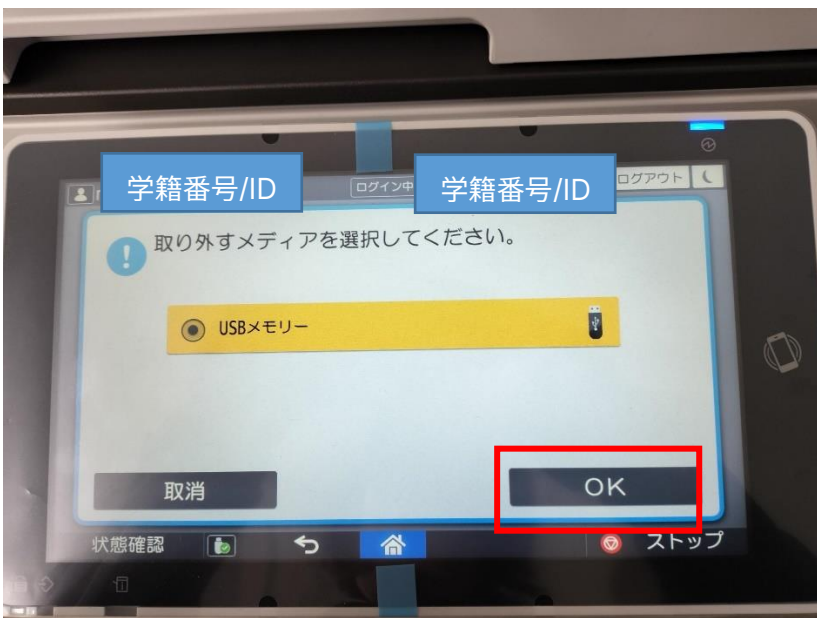 学籍番号/ID
ログイン中
学籍番号/ID
ログアウト
取り外すメディアを選択してください。
USBメモリー
取消
OK
状態確認
ストップ